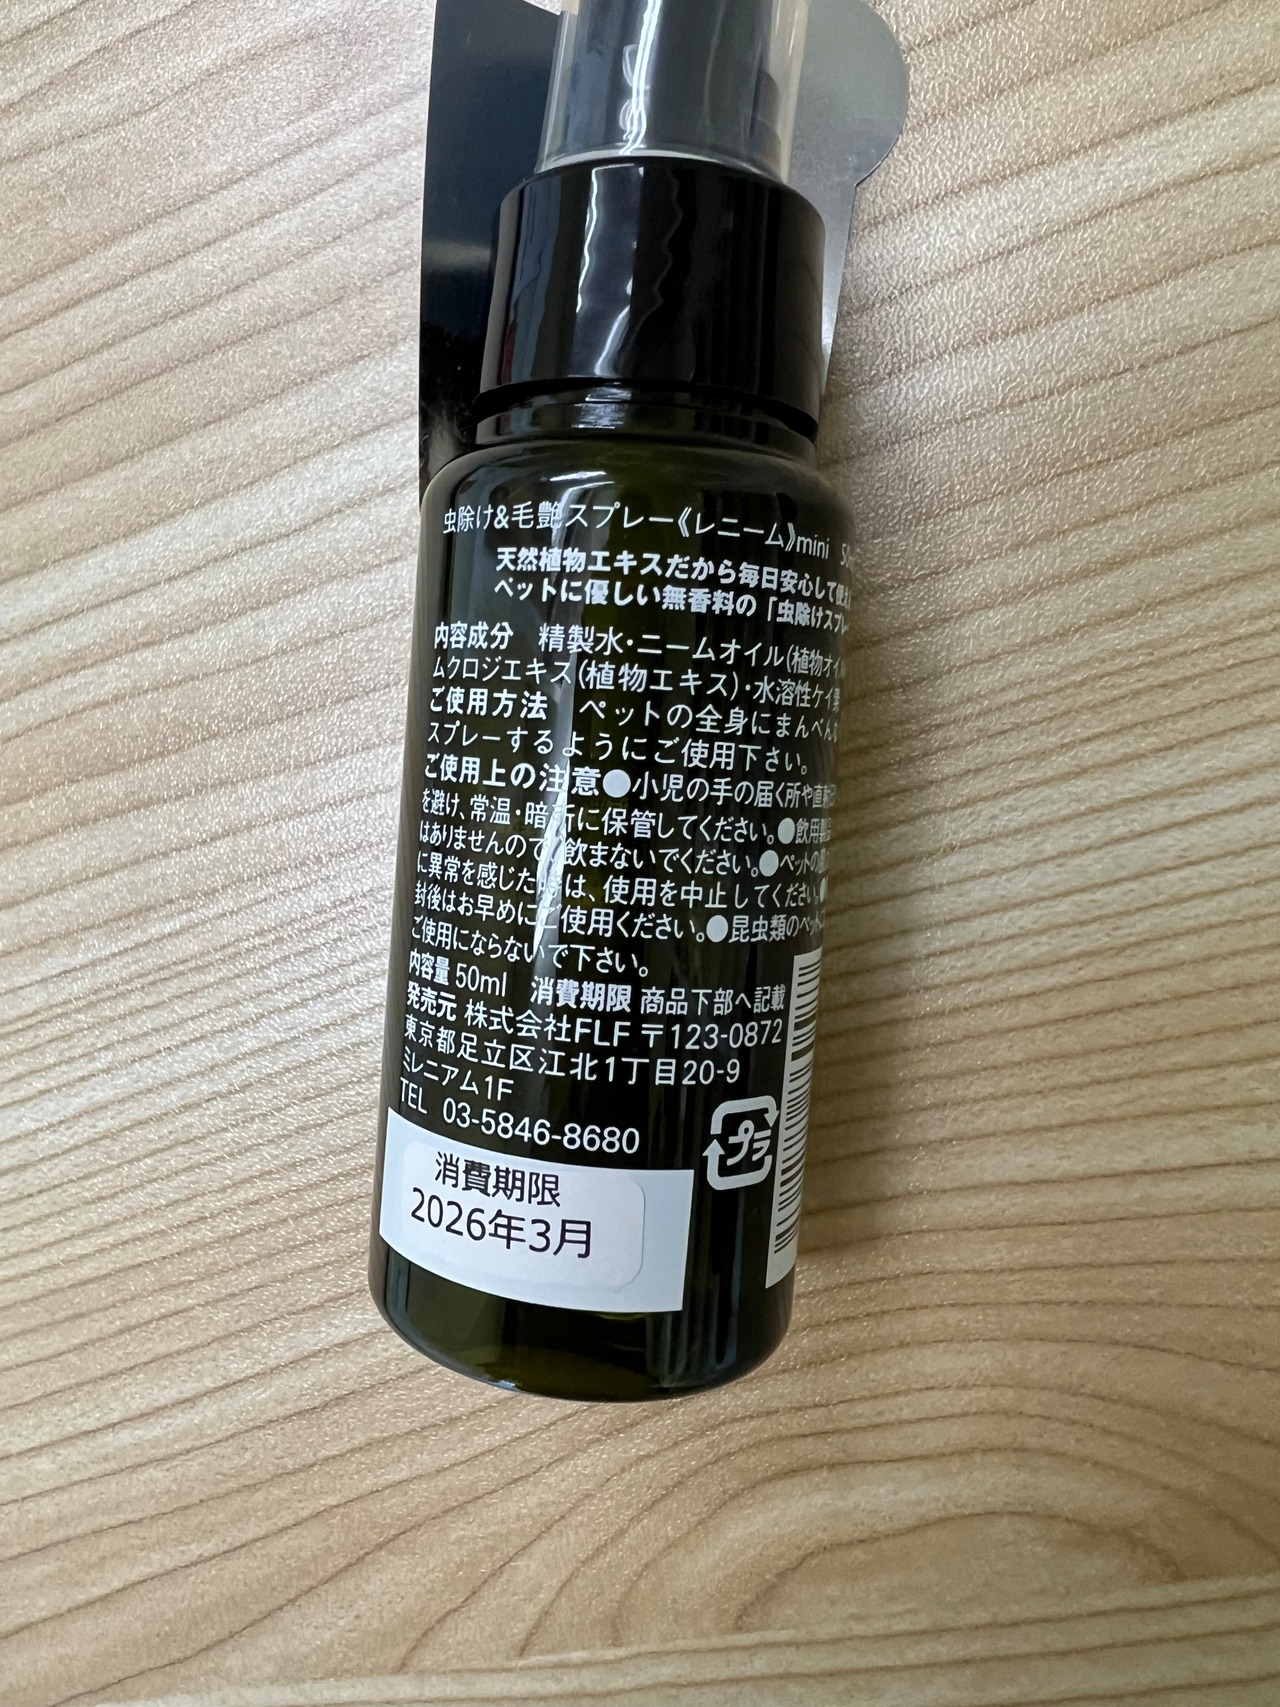 虫除け&毛艶スプレー《レニーム》mini
天然植物エキスだから毎日安心して使え
ペットに優しい無香料の「虫除けスプレー
内容成分 精製水・ニームオイル(植物オイル
ムクロジエキス(植物エキス)・水溶性ケイ素
ご使用方法 ペットの全身にまんべんな
スプレーするようにご使用下さい。
ご使用上の注意●小児の手の届く所や直射
を避け、常温・暗所に保管してください。●飲用製品
はありませんので、飲まないでください。●ペットの
に異常を感じた時は、使用を中止してください。●
封後はお早めにご使用ください。●昆虫類のペットに
ご使用にならないで下さい。
内容量 50ml 消費期限 商品下部へ記載
発売元 株式会社FLF 〒123-0872
東京都足立区江北1丁目20-9
ミレニアム1F
TEL 03-5846-8680
プラ
消費期限
2026年3月